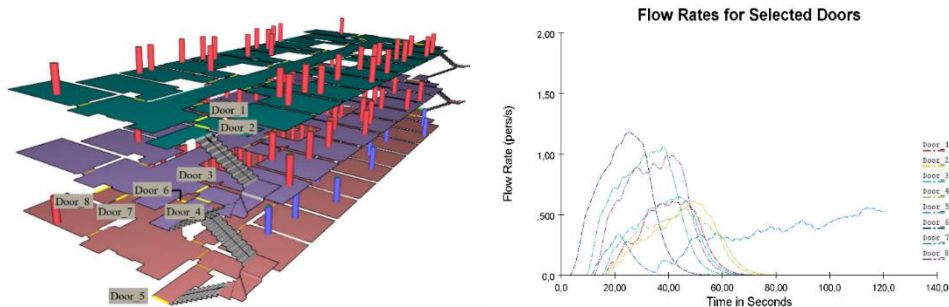 Door_1
Door_2
Door_3
Door_6
Door_8
Door_7
Door_4
Door_5
Flow Rates for Selected Doors
Flow Rate (pers/s)
2,00
1,50
1,00
,500
0,0
0,0
20,0
40,0
60,0
80,0
100,0
120,0
140,0
Time in Seconds
Door_1
Door_2
Door_3
Door_4
Door_5
Door_6
Door_7
Door_8